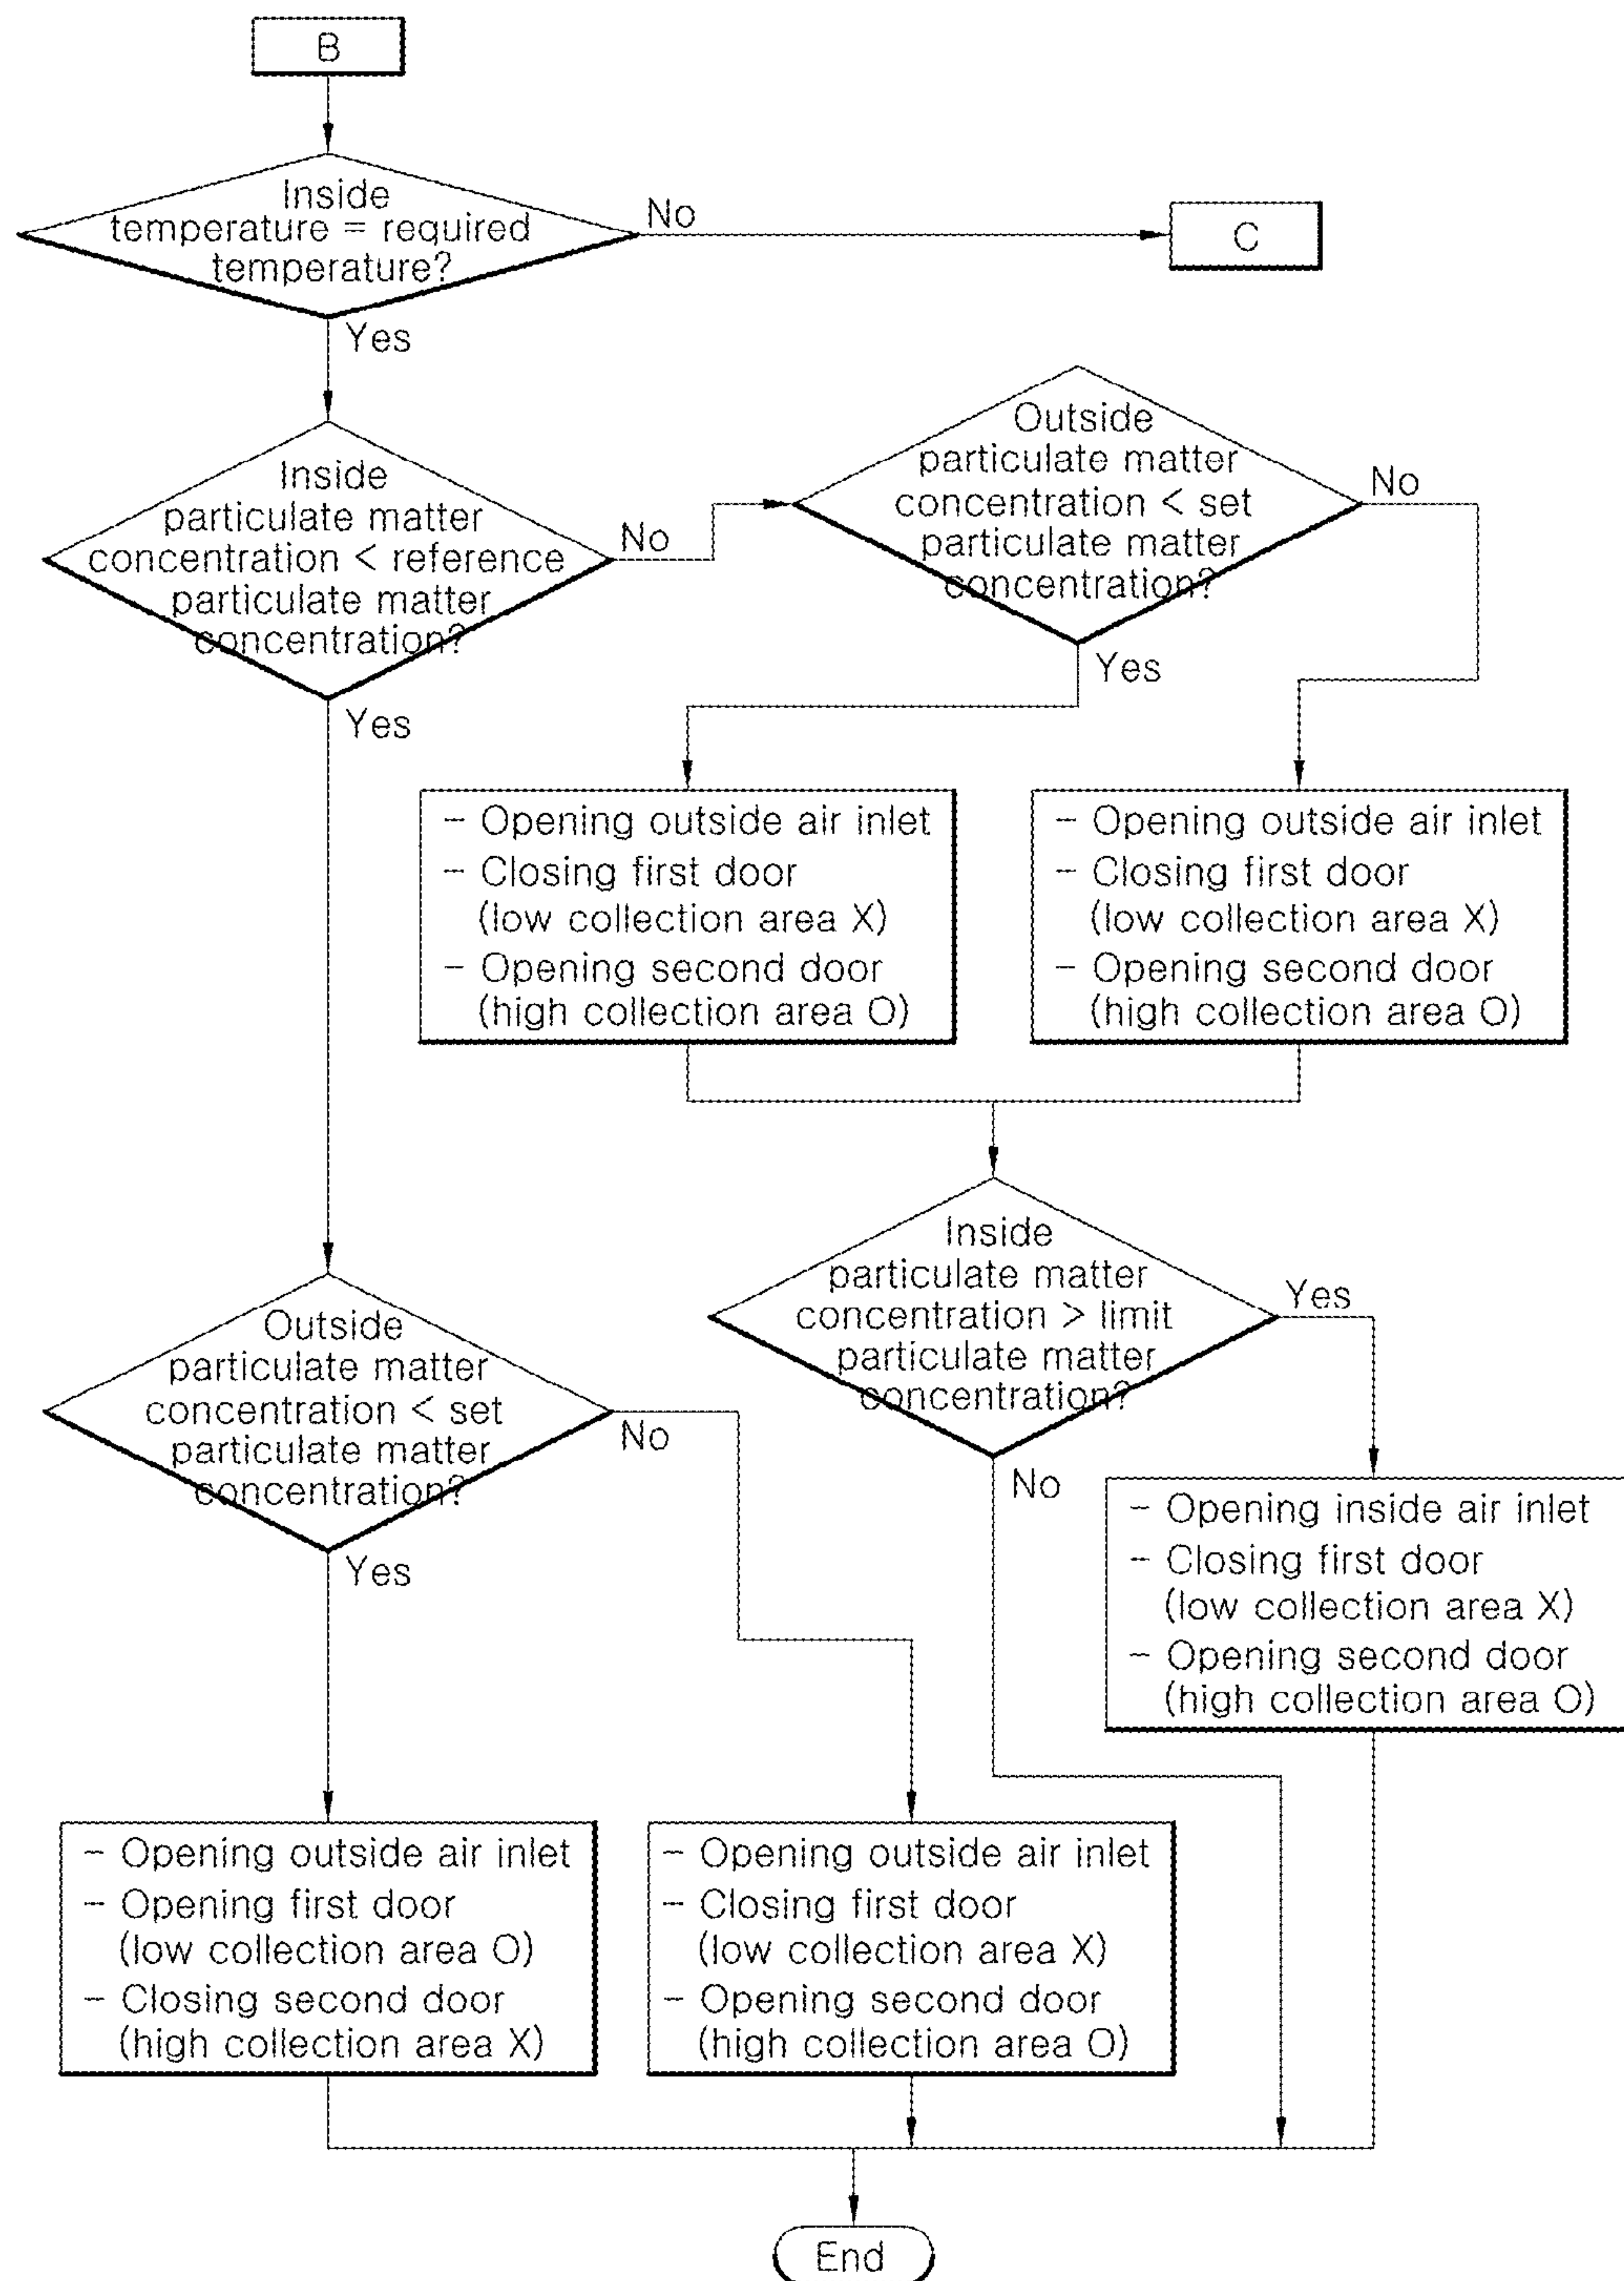 B
Inside
temperature = required
temperature?
No
C
Yes
Inside
particulate matter
concentration < reference
particulate matter
concentration?
No
Yes
Outside
particulate matter
concentration < set
particulate matter
concentration?
No
Yes
- Opening outside air inlet
- Closing first door
(low collection area X)
- Opening second door
(high collection area O)
- Opening outside air inlet
- Closing first door
(low collection area X)
- Opening second door
(high collection area O)
Inside
particulate matter
concentration > limit
particulate matter
concentration?
Yes
No
Outside
particulate matter
concentration < set
particulate matter
concentration?
No
Yes
- Opening inside air inlet
- Closing first door
(low collection area X)
- Opening second door
(high collection area O)
- Opening outside air inlet
- Opening first door
(low collection area O)
- Closing second door
(high collection area X)
- Opening outside air inlet
- Closing first door
(low collection area X)
- Opening second door
(high collection area O)
End